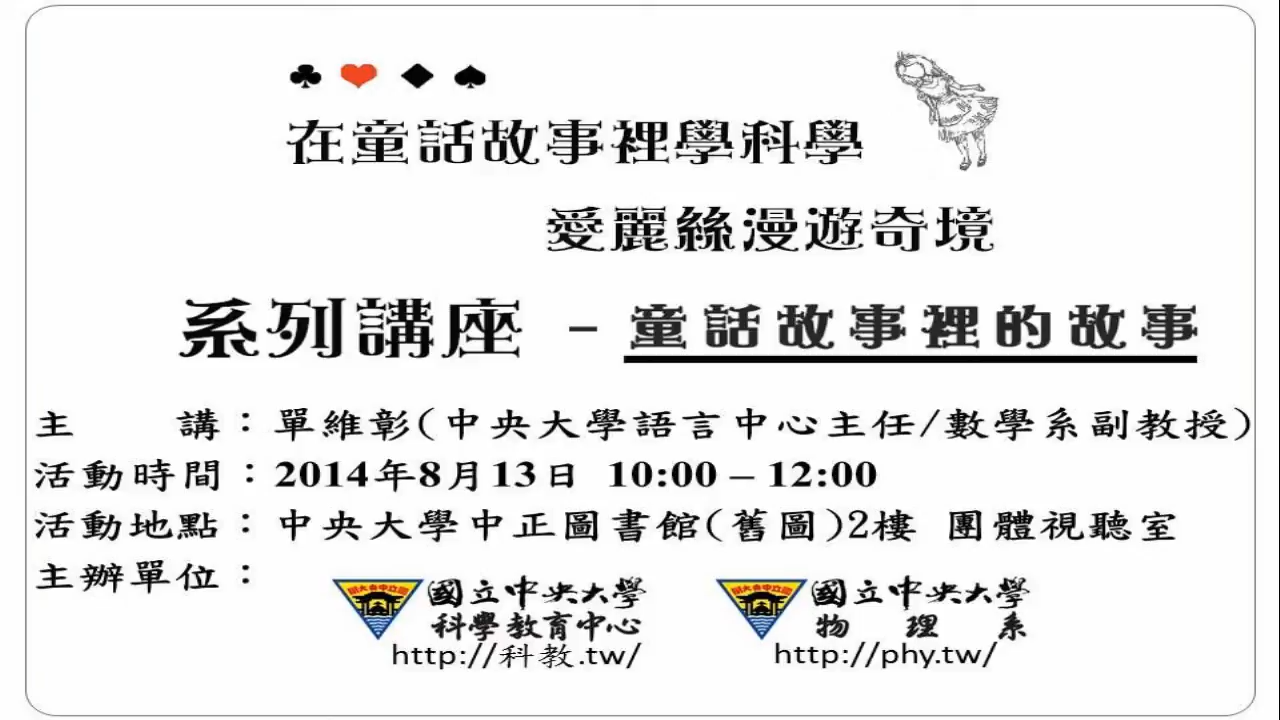 在童話故事裡學科學
愛麗絲漫遊奇境
系列講座 – 童話故事裡的故事
主 講：單維彰(中央大學語言中心主任/數學系副教授)
活動時間：2014年8月13日 10:00 – 12:00
活動地點：中央大學中正圖書館(舊圖)2樓 團體視聽室
主辦單位：
國立中央大學
科學教育中心
http://科教.tw/
國立中央大學
物理系
http://phy.tw/